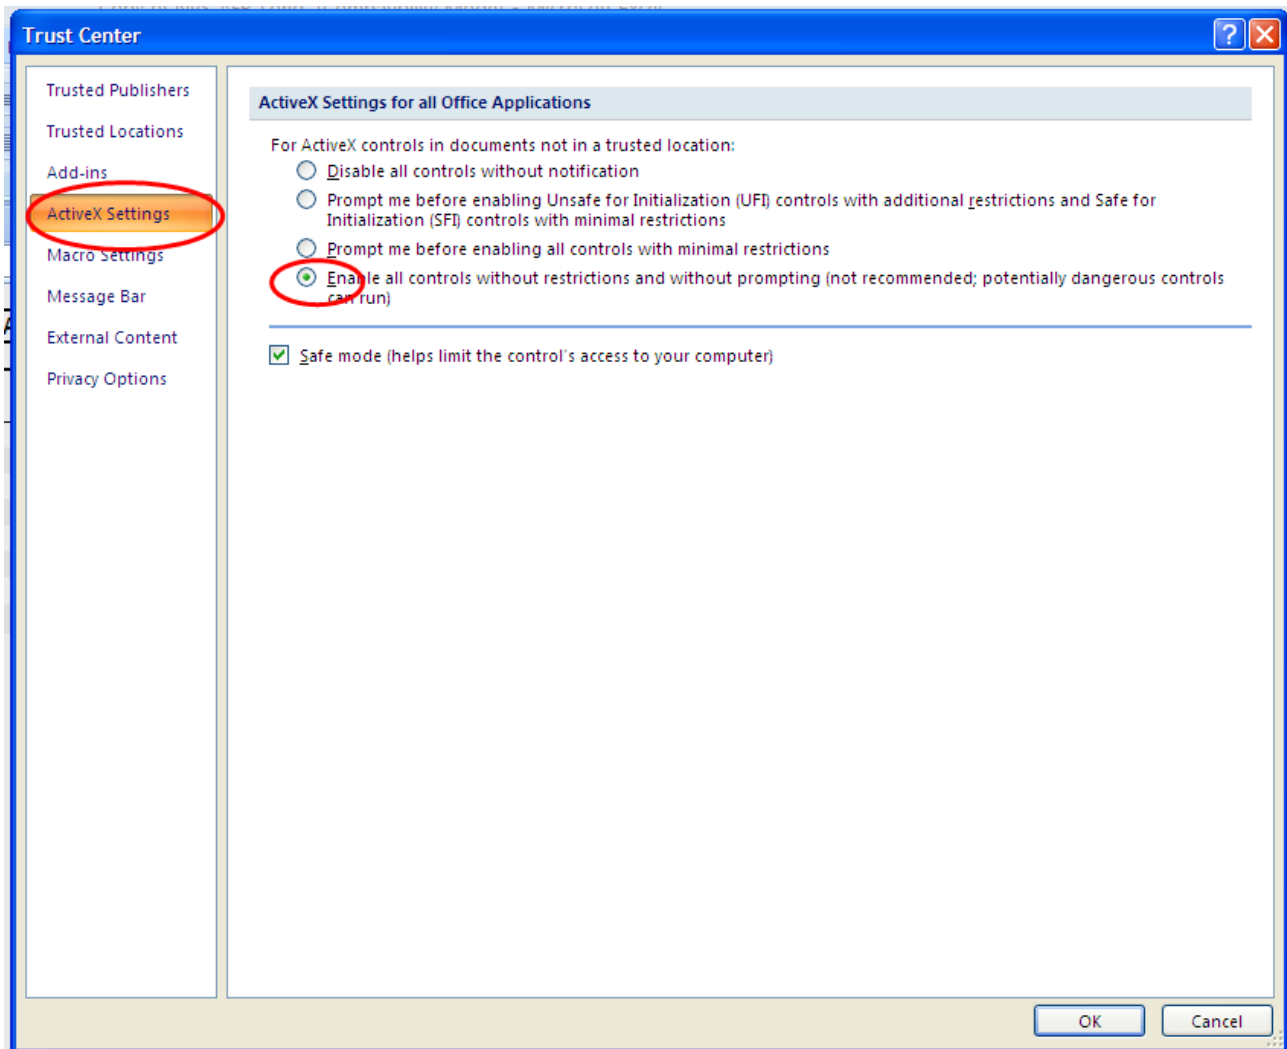 Trust Center
Trusted Publishers
Trusted Locations
Add-ins
ActiveX Settings
Macro Settings
Message Bar
External Content
Privacy Options
ActiveX Settings for all Office Applications
For ActiveX controls in documents not in a trusted location:
Disable all controls without notification
Prompt me before enabling Unsafe for Initialization (UFI) controls with additional restrictions and Safe for
Initialization (SFI) controls with minimal restrictions
Prompt me before enabling all controls with minimal restrictions
Enable all controls without restrictions and without prompting (not recommended; potentially dangerous controls
can run)
Safe mode (helps limit the control's access to your computer)
OK
Cancel